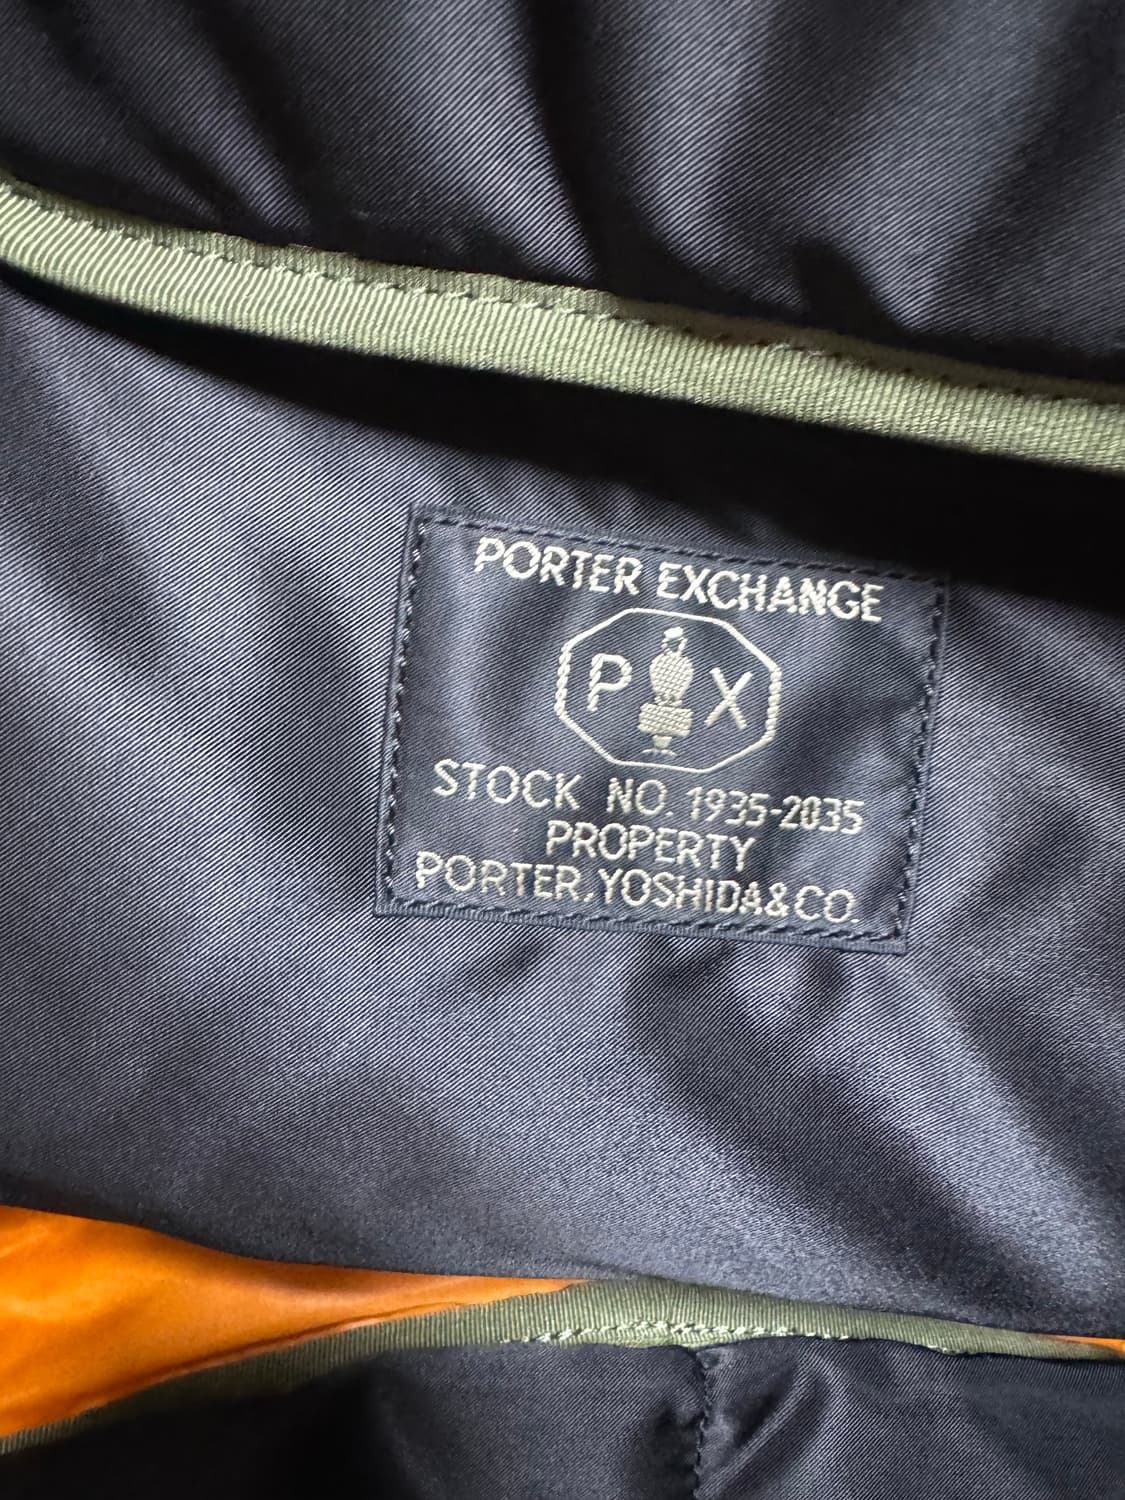 PORTER EXCHANGE
P X
STOCK NO. 1935-2035
PROPERTY
PORTER, YOSHIDA&CO.